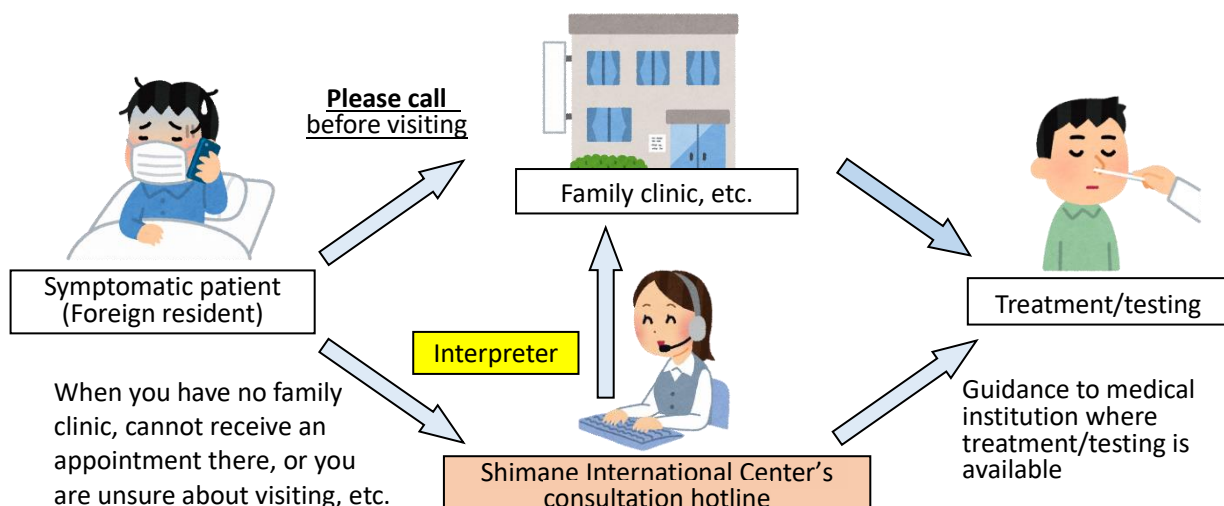 Please call
before visiting
Family clinic, etc.
Symptomatic patient
(Foreign resident)
Interpreter
Treatment/testing
When you have no family
clinic, cannot receive an
appointment there, or you
are unsure about visiting, etc.
Shimane International Center's
consultation hotline
Guidance to medical
institution where
treatment/testing is
available